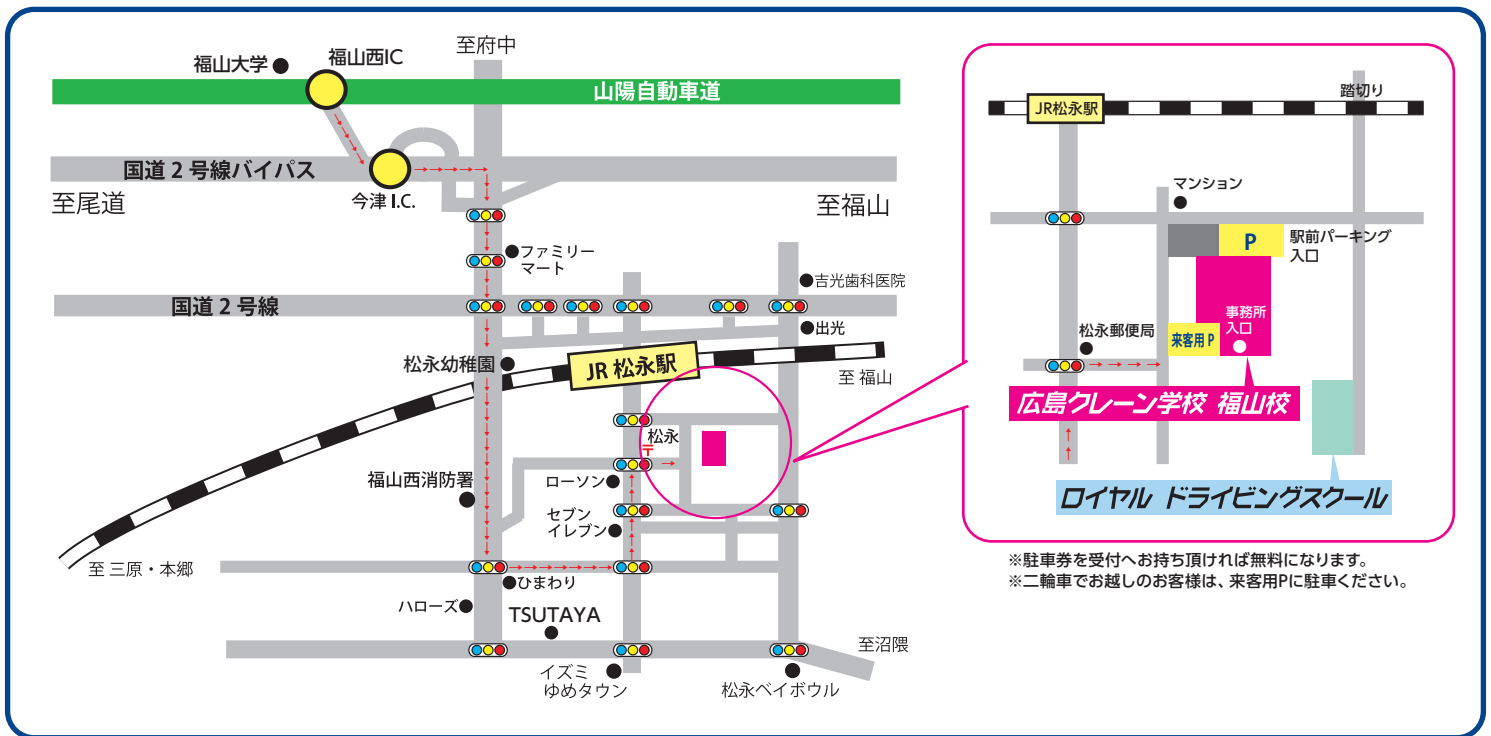 至府中
福山大学
福山西IC
山陽自動車道
国道2号線バイパス
今津 I.C.
至尾道
至福山
ファミリー
マート
吉光歯科医院
国道2号線
出光
松永幼稚園
JR 松永駅
至 福山
松永
〒
福山西消防署
ローソン
セブン
イレブン
至 三原・本郷
ひまわり
ハローズ
TSUTAYA
至沼隈
イズミ
ゆめタウン
松永ベイボウル
踏切り
JR松永駅
マンション
P
駅前パーキング
入口
事務所
入口
松永郵便局
来客用 P
広島クレーン学校 福山校
ロイヤル ドライビングスクール
※駐車券を受付へお持ち頂ければ無料になります。
※二輪車でお越しのお客様は、来客用Pに駐車ください。